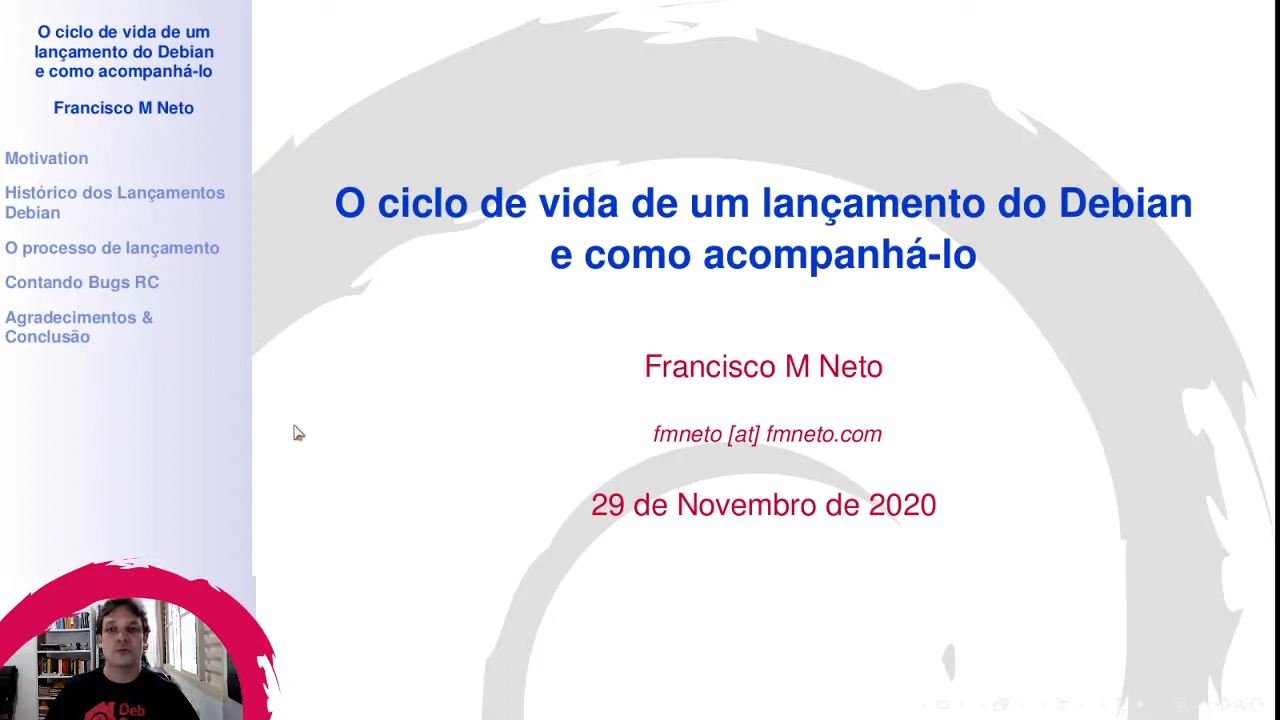 O ciclo de vida de um
lançamento do Debian
e como acompanhá-lo
Francisco M Neto
Motivation
Histórico dos Lançamentos
Debian
O processo de lançamento
Contando Bugs RC
Agradecimentos &
Conclusão
O ciclo de vida de um lançamento do Debian
e como acompanhá-lo
Francisco M Neto
fmneto [at] fmneto.com
29 de Novembro de 2020
Deb